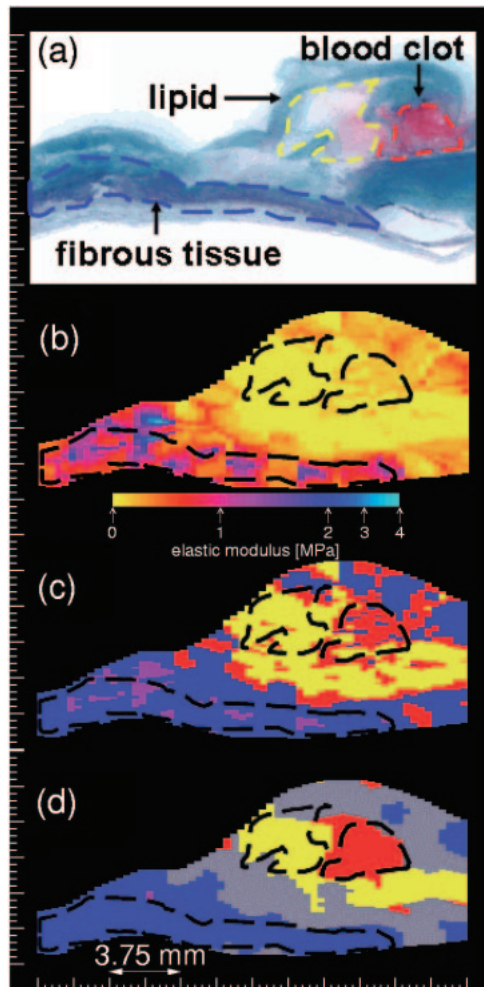 (a)
blood clot
lipid
fibrous tissue
(b)
0 1 2 3 4
elastic modulus [MPa]
(c)
(d)
3.75 mm